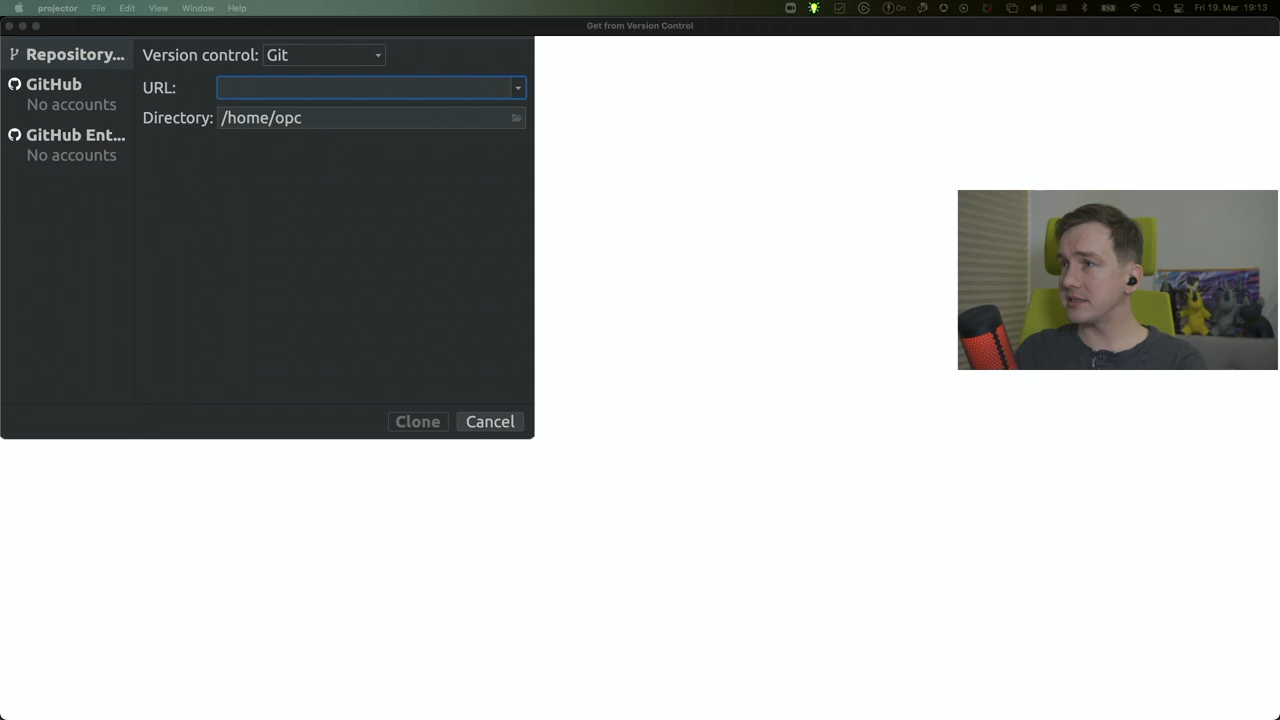 projector File Edit View Window Help On Fri 19. Mar 19:13
Get from Version Control
Repository...
GitHub
No accounts
GitHub Ent...
No accounts
Version control: Git
URL:
Directory: /home/opc
Clone Cancel